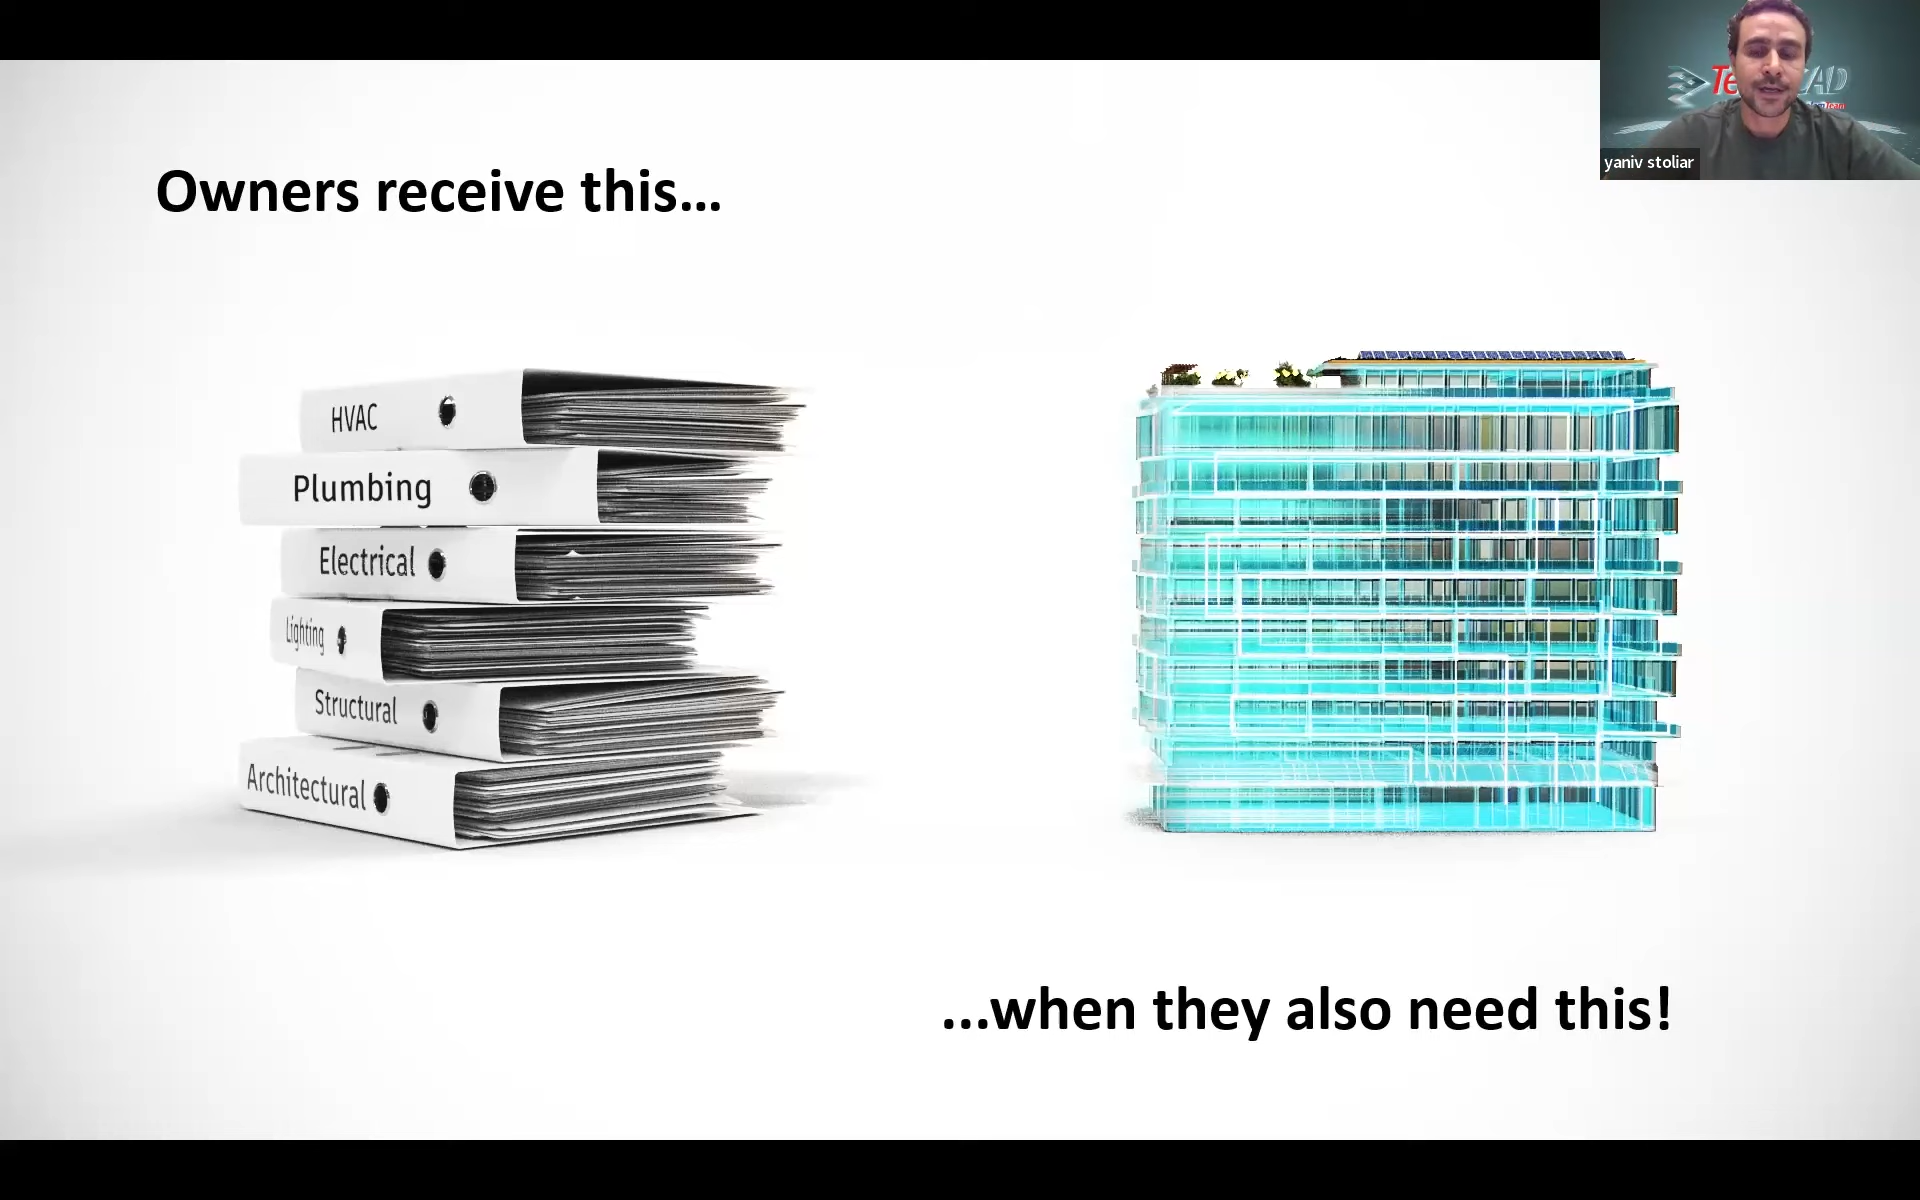 Owners receive this...
HVAC
Plumbing
Electrical
Lighting
Structural
Architectural
...when they also need this!
yaniv stoliar